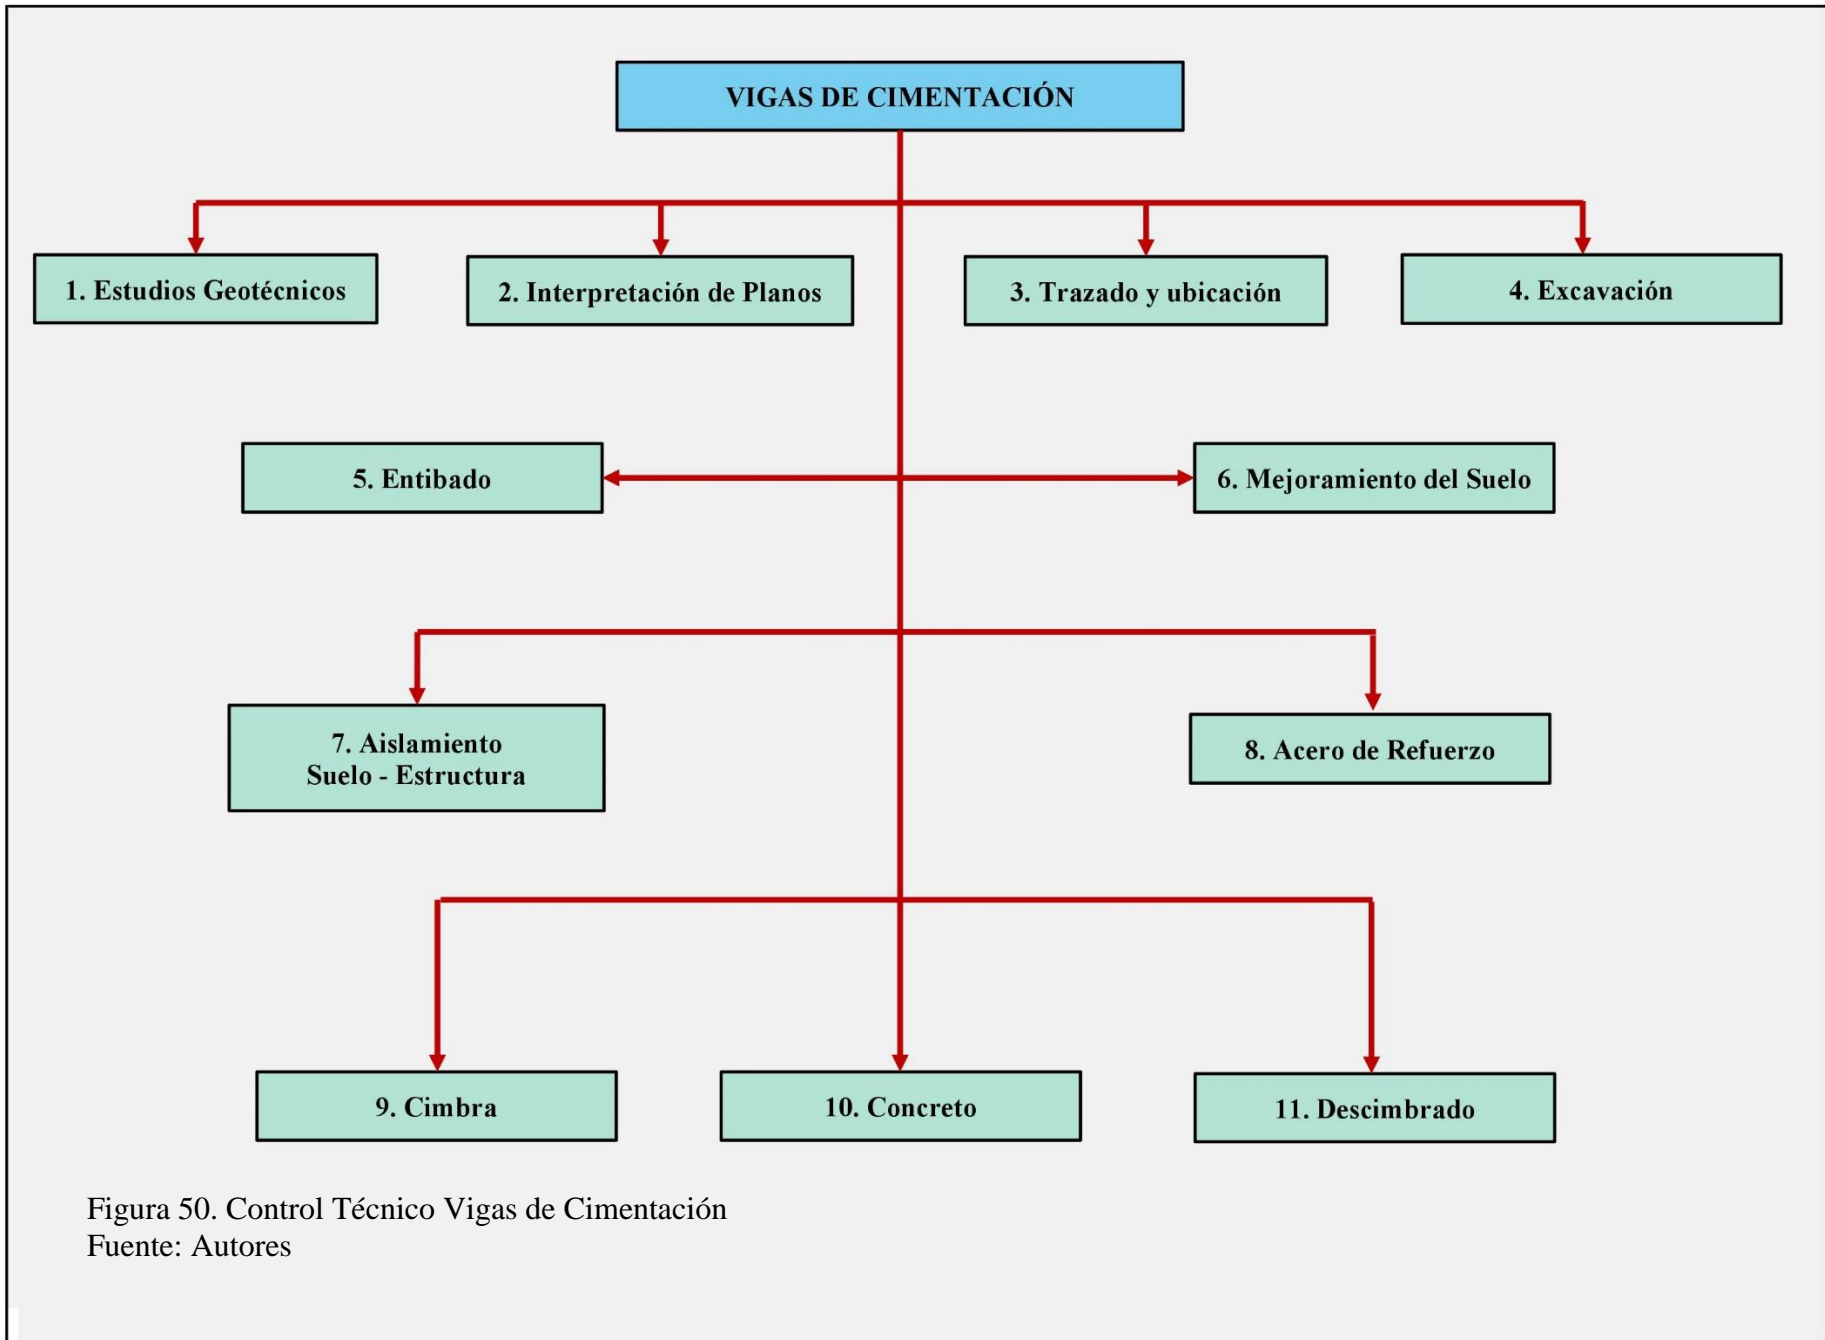 VIGAS DE CIMENTACIÓN
1. Estudios Geotécnicos
2. Interpretación de Planos
3. Trazado y ubicación
4. Excavación
5. Entibado
6. Mejoramiento del Suelo
7. Aislamiento
Suelo - Estructura
8. Acero de Refuerzo
9. Cimbra
10. Concreto
11. Descimbrado
Figura 50. Control Técnico Vigas de Cimentación
Fuente: Autores